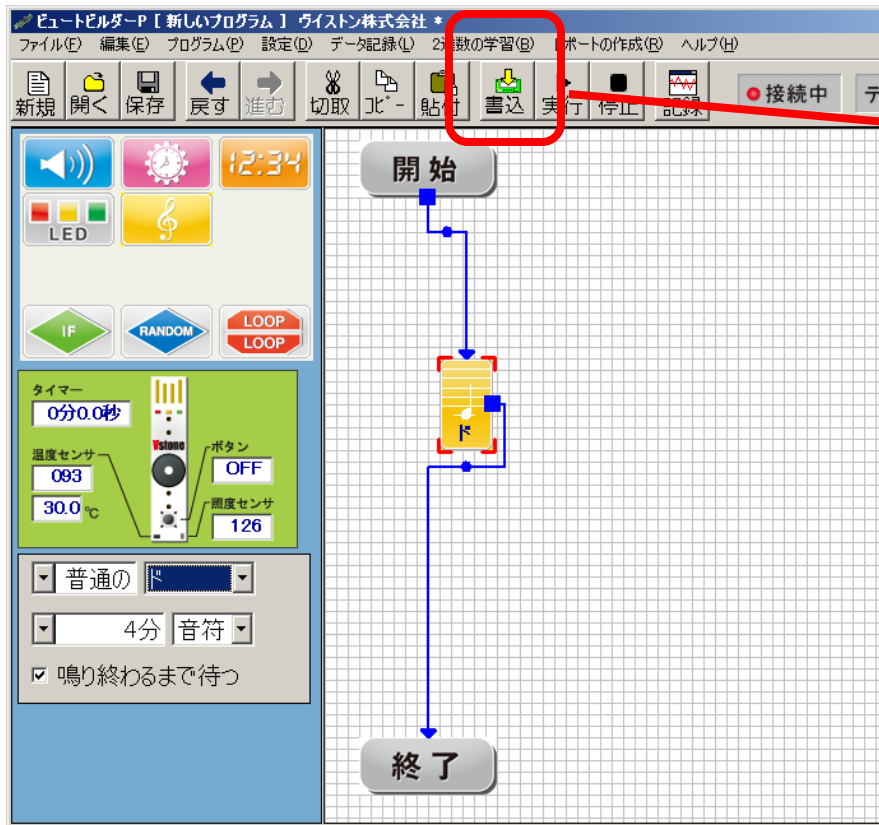 ビュートビルダーP [ 新しいプログラム ] ヴイストン株式会社 *
ファイル(F) 編集(E) プログラム(P) 設定(D) データ記録(L) 2進数の学習(B) レポートの作成(R) ヘルプ(H)
新規 開く 保存 戻す 進む 切取 コピー 貼付 書込 実行 停止 記録 接続中 デ
12:34
LED
IF RANDOM LOOP
LOOP
開始
タイマー
0分0.0秒
Vstone
ボタン
OFF
温度センサ
093
30.0 ℃
照度センサ
126
普通の ド
4分 音符
鳴り終わるまで待つ
ド
終了